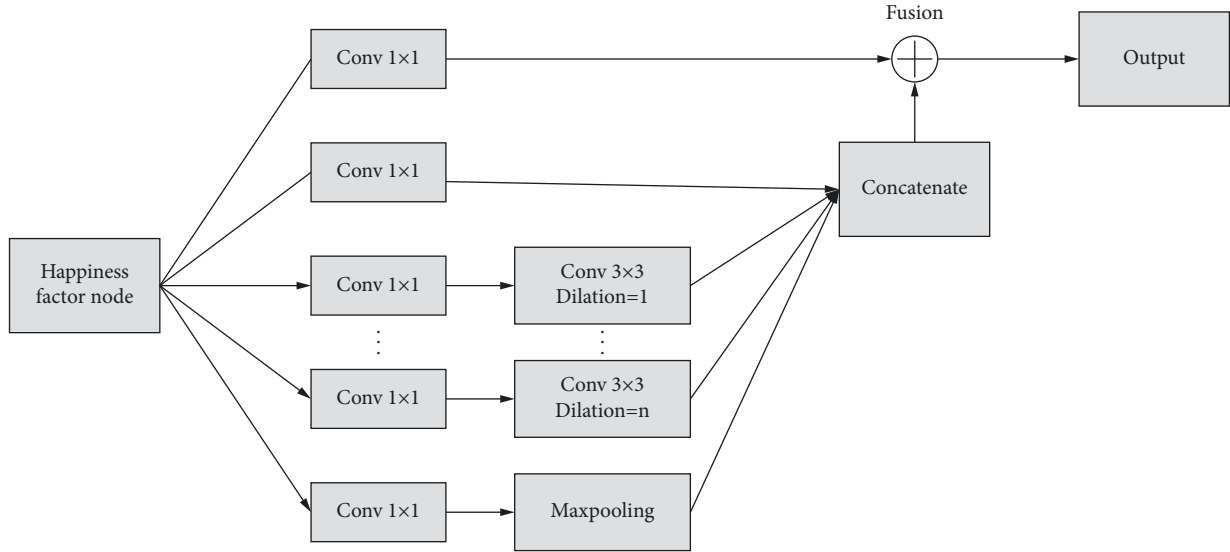 Fusion
Conv 1×1
Output
Conv 1×1
Concatenate
Happiness
factor node
Conv 1×1
Conv 3×3
Dilation=1
Conv 1×1
Conv 3×3
Dilation=n
Conv 1×1
Maxpooling